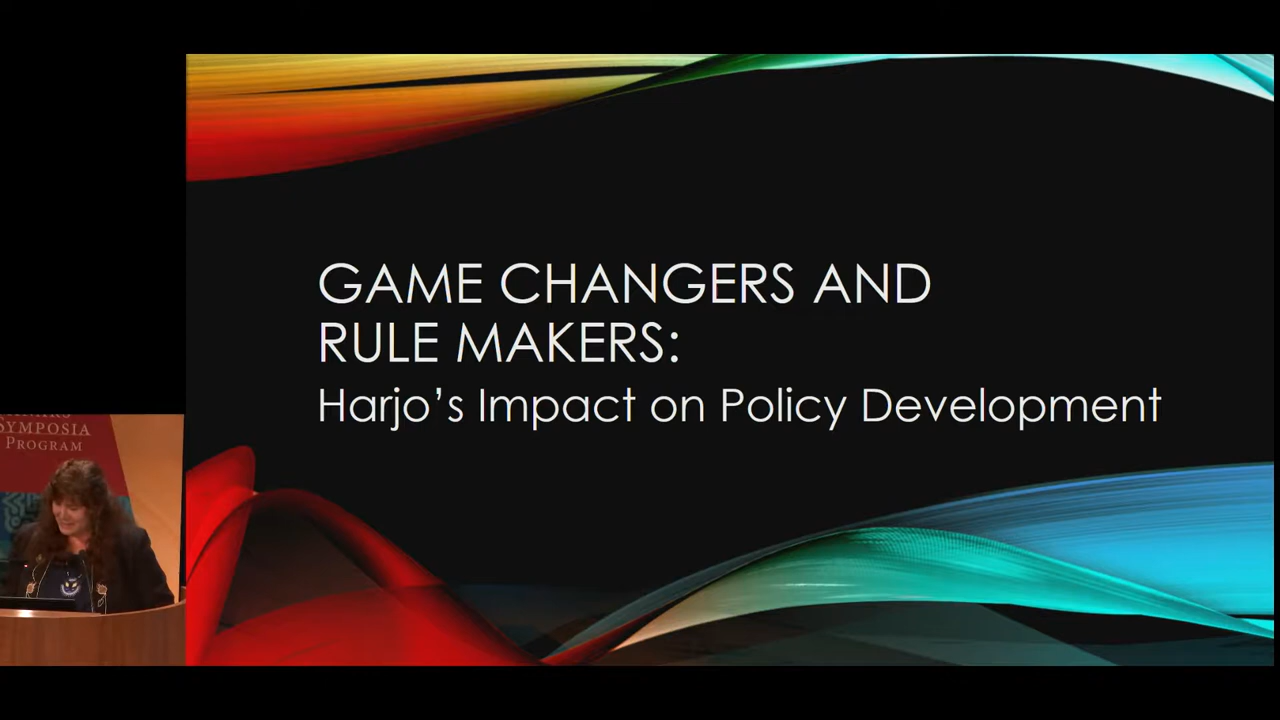 GAME CHANGERS AND
RULE MAKERS:
Harjo's Impact on Policy Development
SYMPOSIA
PROGRAM